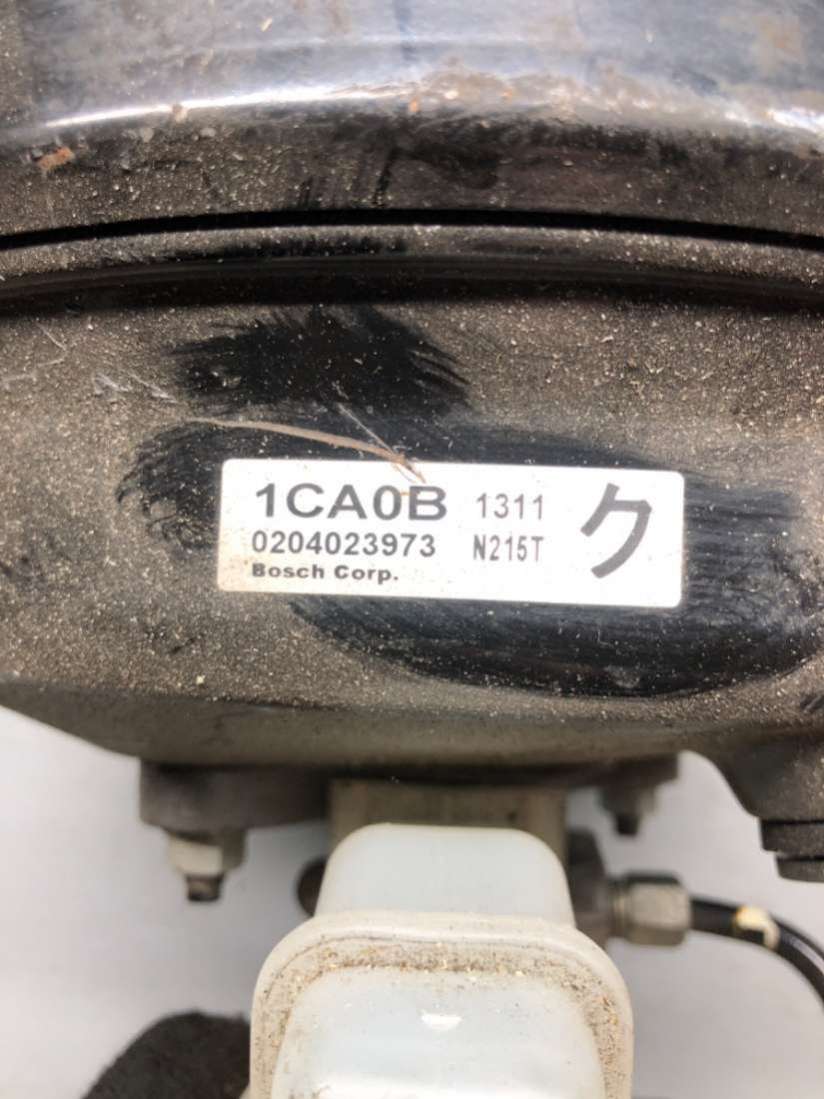 1CA0B 1311 ク
0204023973 N215T
Bosch Corp.